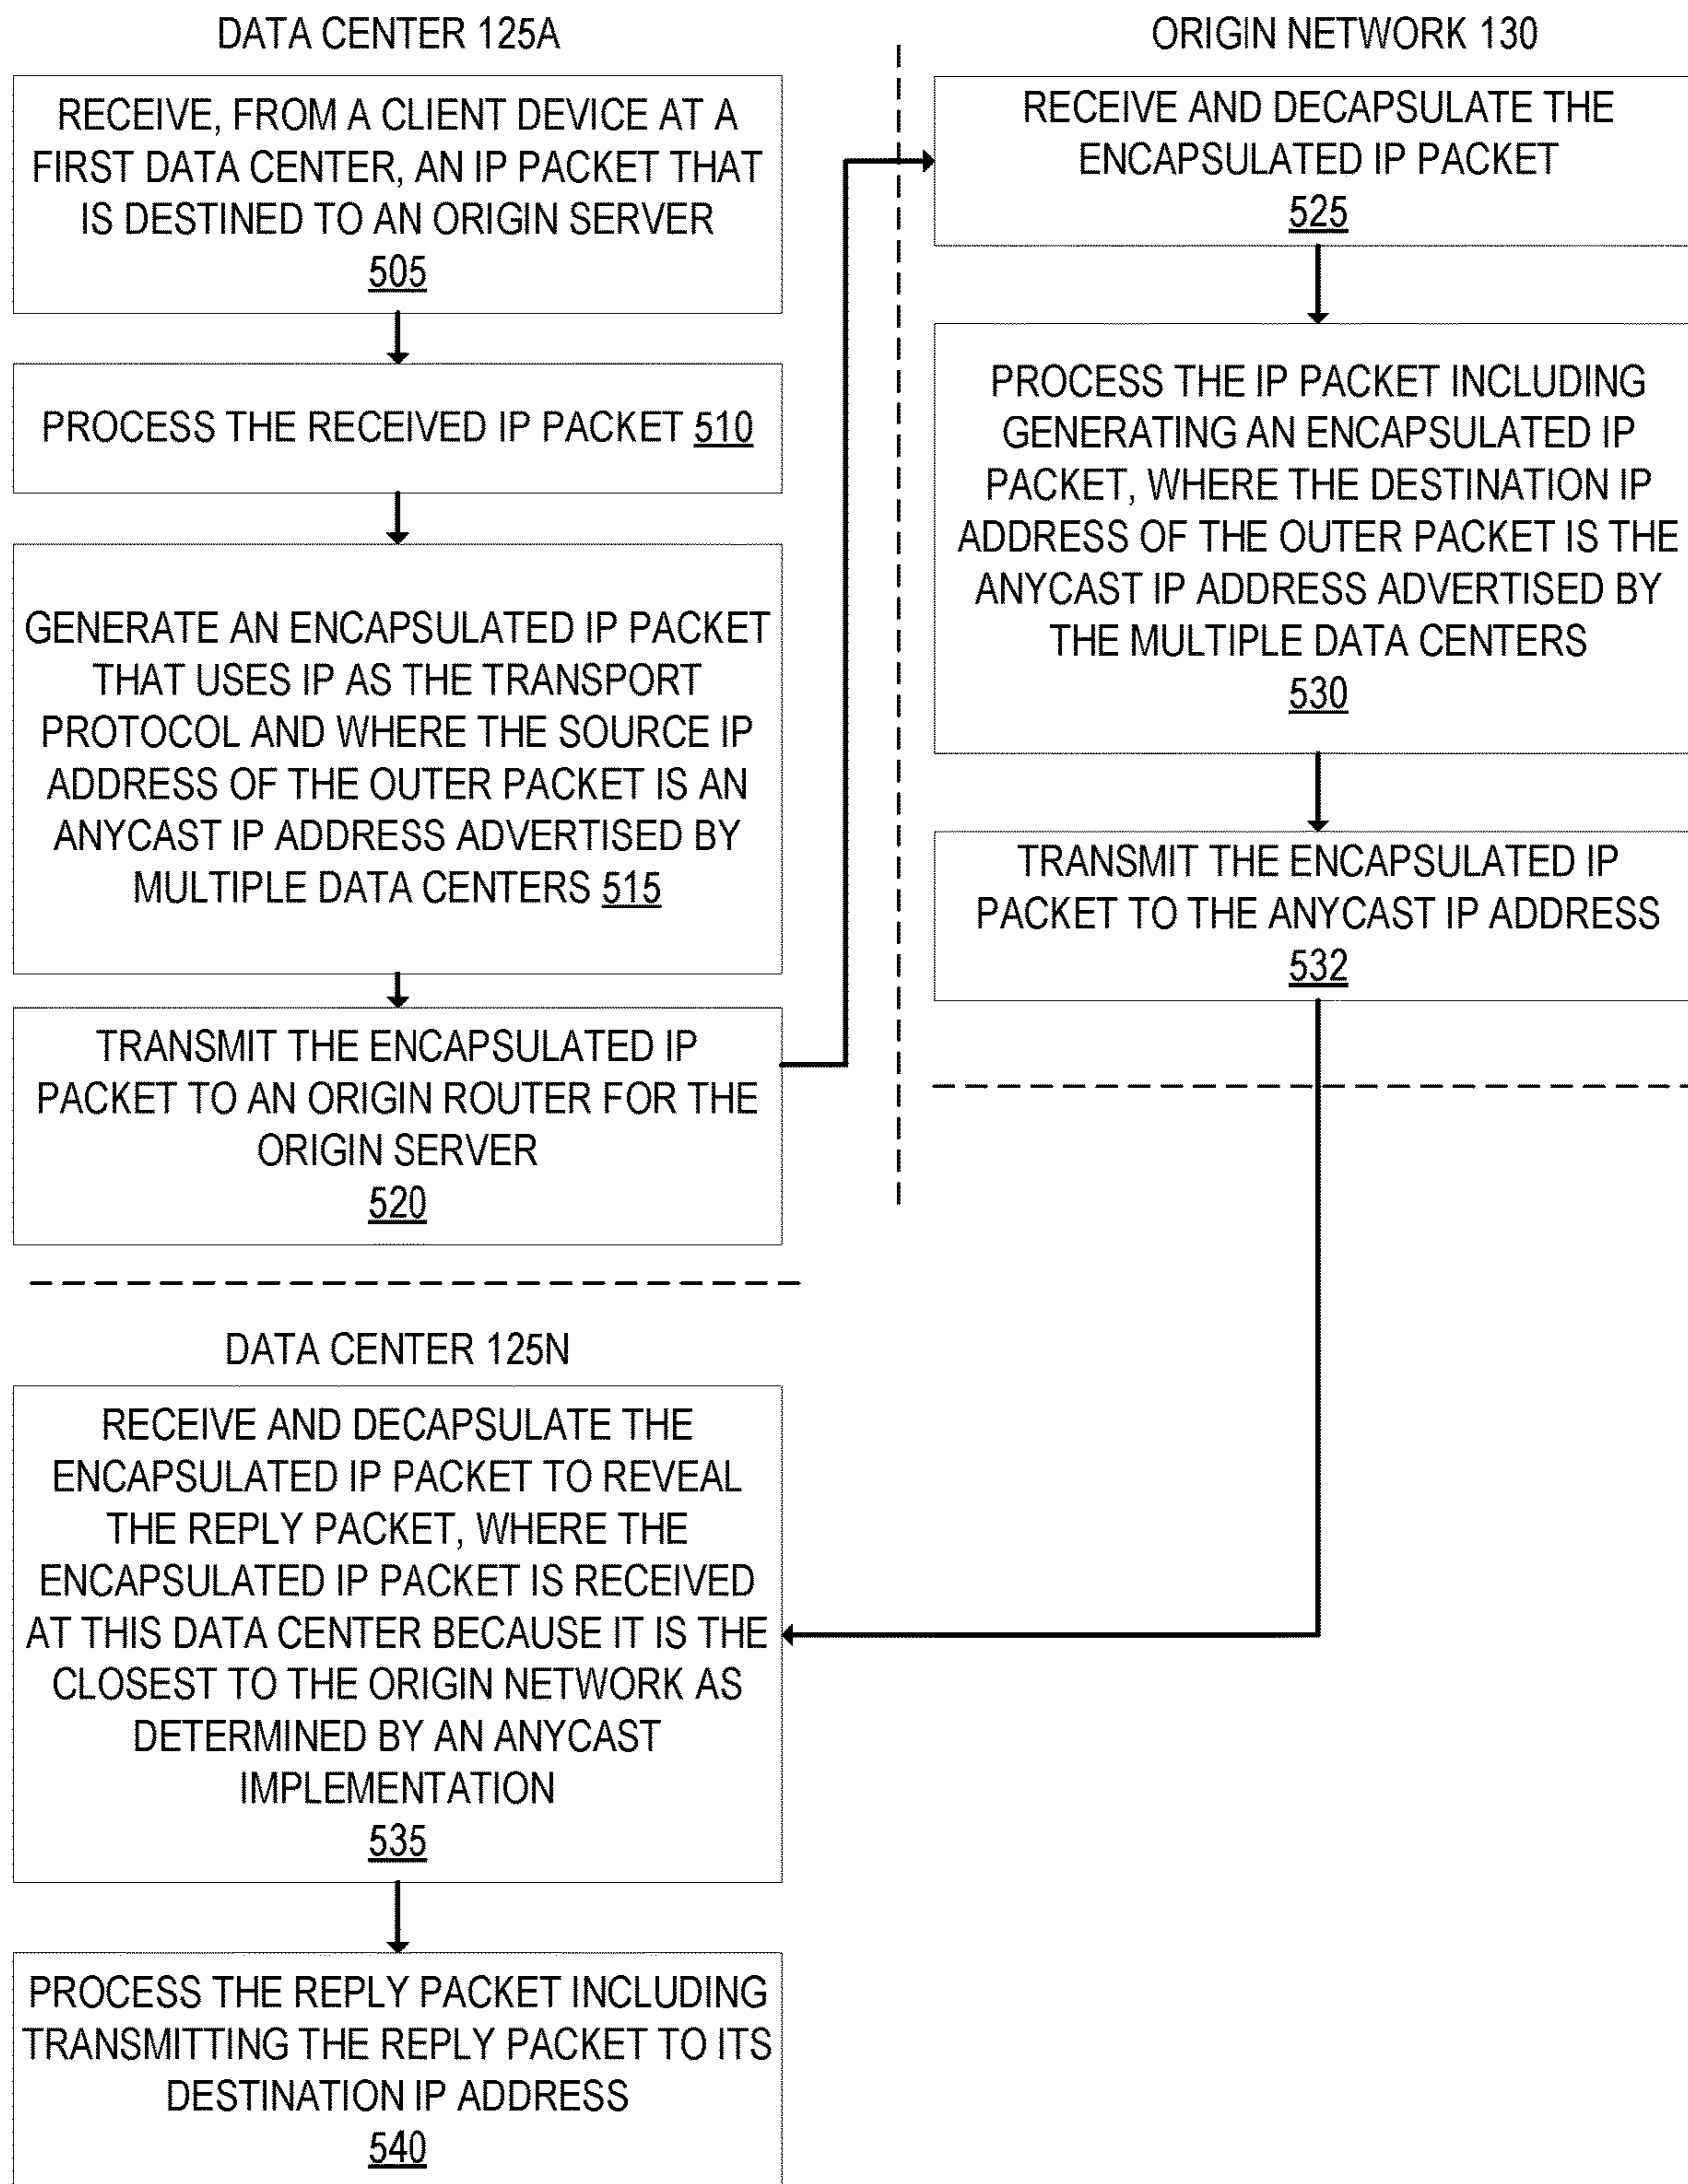 DATA CENTER 125A
RECEIVE, FROM A CLIENT DEVICE AT A
FIRST DATA CENTER, AN IP PACKET THAT
IS DESTINED TO AN ORIGIN SERVER
505
PROCESS THE RECEIVED IP PACKET 510
GENERATE AN ENCAPSULATED IP PACKET
THAT USES IP AS THE TRANSPORT
PROTOCOL AND WHERE THE SOURCE IP
ADDRESS OF THE OUTER PACKET IS AN
ANYCAST IP ADDRESS ADVERTISED BY
MULTIPLE DATA CENTERS 515
TRANSMIT THE ENCAPSULATED IP
PACKET TO AN ORIGIN ROUTER FOR THE
ORIGIN SERVER
520
ORIGIN NETWORK 130
RECEIVE AND DECAPSULATE THE
ENCAPSULATED IP PACKET
525
PROCESS THE IP PACKET INCLUDING
GENERATING AN ENCAPSULATED IP
PACKET, WHERE THE DESTINATION IP
ADDRESS OF THE OUTER PACKET IS THE
ANYCAST IP ADDRESS ADVERTISED BY
THE MULTIPLE DATA CENTERS
530
TRANSMIT THE ENCAPSULATED IP
PACKET TO THE ANYCAST IP ADDRESS
532
DATA CENTER 125N
RECEIVE AND DECAPSULATE THE
ENCAPSULATED IP PACKET TO REVEAL
THE REPLY PACKET, WHERE THE
ENCAPSULATED IP PACKET IS RECEIVED
AT THIS DATA CENTER BECAUSE IT IS THE
CLOSEST TO THE ORIGIN NETWORK AS
DETERMINED BY AN ANYCAST
IMPLEMENTATION
535
PROCESS THE REPLY PACKET INCLUDING
TRANSMITTING THE REPLY PACKET TO ITS
DESTINATION IP ADDRESS
540